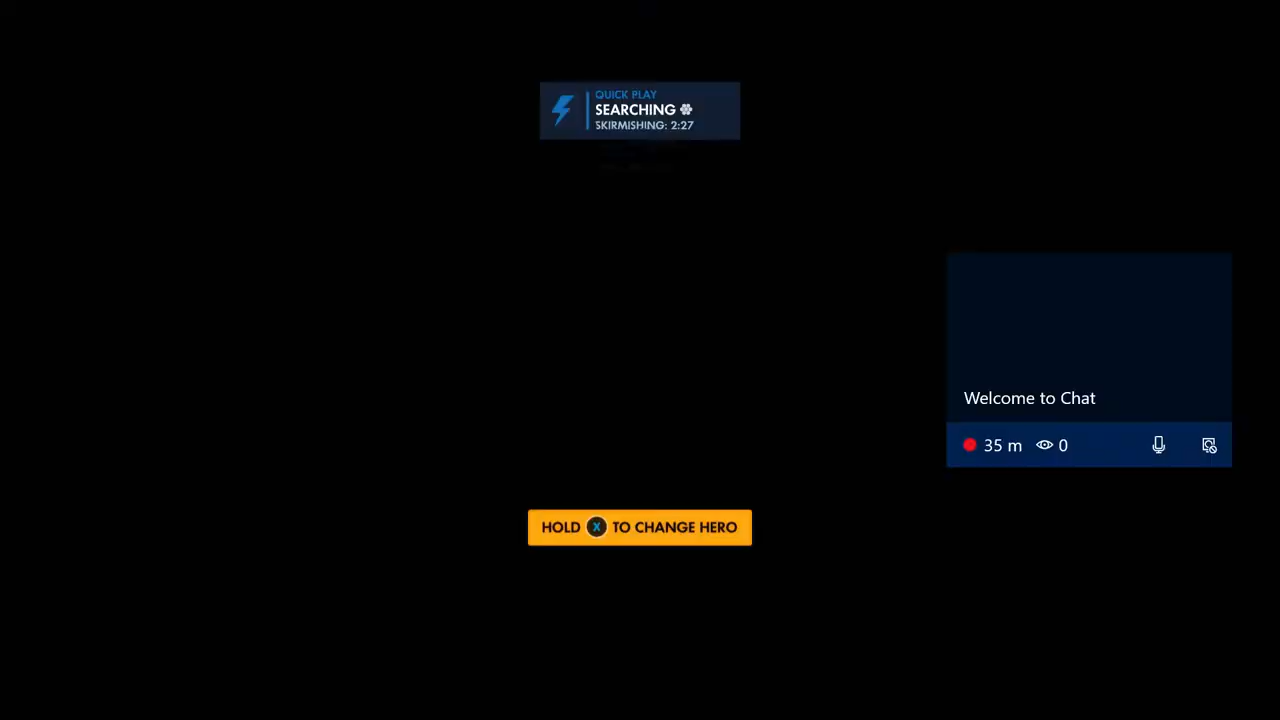 QUICK PLAY
SEARCHING
SKIRMISHING: 2:27
Welcome to Chat
35 m 0
HOLD X TO CHANGE HERO